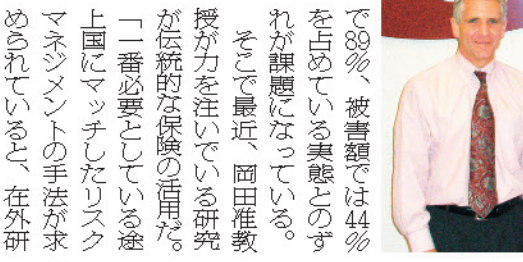 で89%、被害額では44%
を占めている実態とのず
れが課題になっている。
そこで最近、岡田准教
授が力を注いでいる研究
が伝統的な保険の活用だ。
「一番必要としている途
上国にマッチしたリスク
マネジメントの手法が求
められていると、在外研